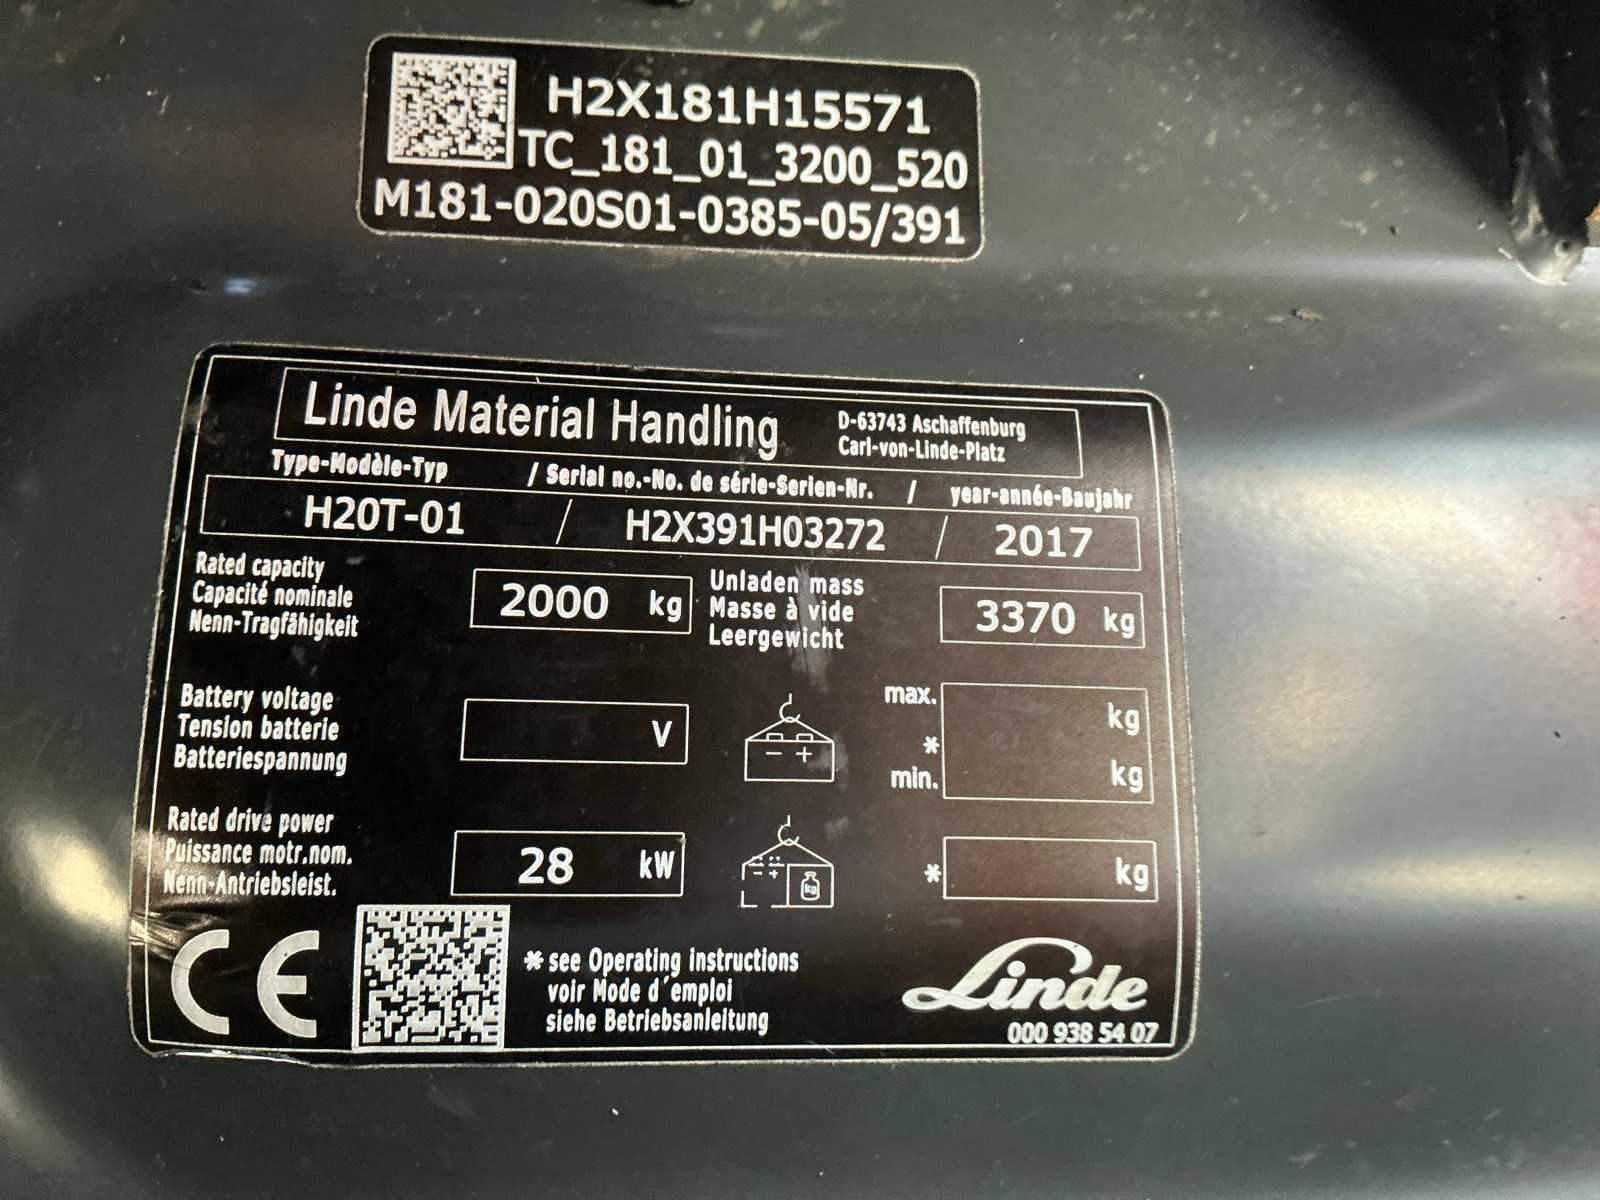 H2X181H15571
TC_181_01_3200_520
M181-020S01-0385-05/391
Linde Material Handling
D-63743 Aschaffenburg
Carl-von-Linde-Platz
Type-Modèle-Typ / Serial no.-No. de série-Serien-Nr. / year-année-Baujahr
H20T-01 / H2X391H03272 / 2017
Rated capacity
Capacité nominale
Nenn-Tragfähigkeit
2000 kg
Unladen mass
Masse à vide
Leergewicht
3370 kg
Battery voltage
Tension batterie
Batteriespannung
V
- +
max. kg
*
min. kg
Rated drive power
Puissance motr.nom.
Nenn-Antriebsleist.
28 kW
- +
kg
* kg
CE
* see Operating instructions
voir Mode d´emploi
siehe Betriebsanleitung
Linde
000 938 54 07